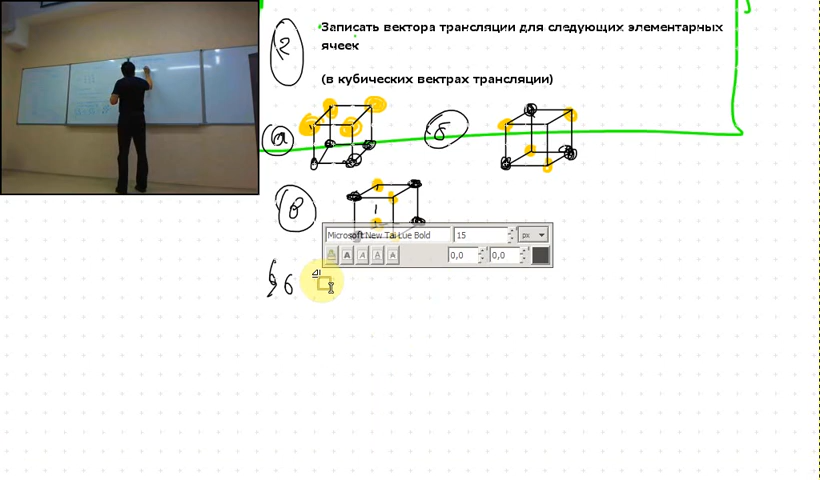 2
Записать вектора трансляции для следующих элементарных
ячеек
(в кубических вектрах трансляции)
а
б
в
Microsoft New Tai Lue Bold 15 px
A A A A A 0,0 0,0
§6